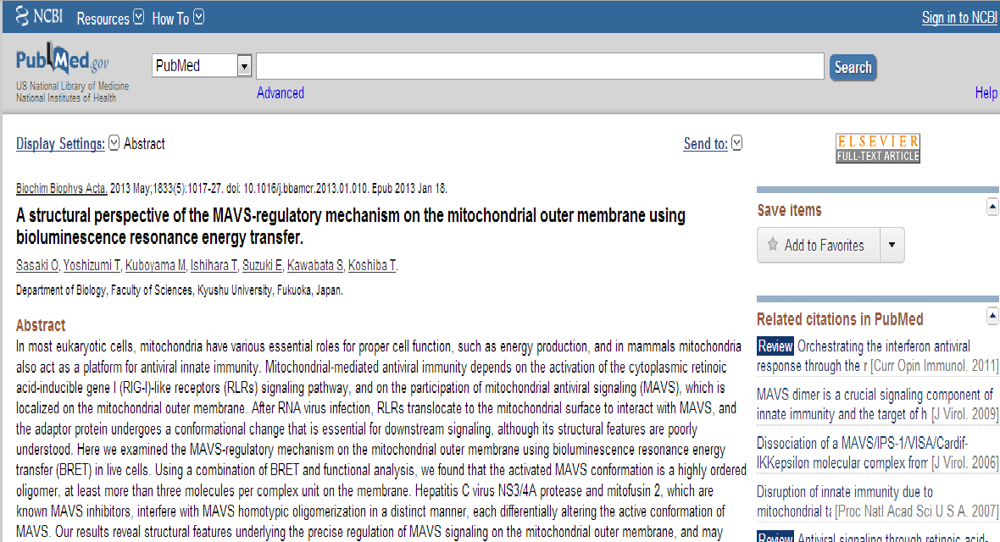 NCBI Resources How To Sign in to NCBI
PubMed.gov
US National Library of Medicine
National Institutes of Health
PubMed
Search
Advanced
Help
Display Settings: Abstract
Send to:
Biochim Biophys Acta. 2013 May;1833(5):1017-27. doi: 10.1016/j.bbamcr.2013.01.010. Epub 2013 Jan 18.
A structural perspective of the MAVS-regulatory mechanism on the mitochondrial outer membrane using
bioluminescence resonance energy transfer.
Sasaki O, Yoshizumi T, Kuboyama M, Ishihara T, Suzuki E, Kawabata S, Koshiba T.
Department of Biology, Faculty of Sciences, Kyushu University, Fukuoka, Japan.
Abstract
In most eukaryotic cells, mitochondria have various essential roles for proper cell function, such as energy production, and in mammals mitochondria
also act as a platform for antiviral innate immunity. Mitochondrial-mediated antiviral immunity depends on the activation of the cytoplasmic retinoic
acid-inducible gene I (RIG-I)-like receptors (RLRs) signaling pathway, and on the participation of mitochondrial antiviral signaling (MAVS), which is
localized on the mitochondrial outer membrane. After RNA virus infection, RLRs translocate to the mitochondrial surface to interact with MAVS, and
the adaptor protein undergoes a conformational change that is essential for downstream signaling, although its structural features are poorly
understood. Here we examined the MAVS-regulatory mechanism on the mitochondrial outer membrane using bioluminescence resonance energy
transfer (BRET) in live cells. Using a combination of BRET and functional analysis, we found that the activated MAVS conformation is a highly ordered
oligomer, at least more than three molecules per complex unit on the membrane. Hepatitis C virus NS3/4A protease and mitofusin 2, which are
known MAVS inhibitors, interfere with MAVS homotypic oligomerization in a distinct manner, each differentially altering the active conformation of
MAVS. Our results reveal structural features underlying the precise regulation of MAVS signaling on the mitochondrial outer membrane, and may
ELSEVIER
FULL-TEXT ARTICLE
Save items
Add to Favorites
Related citations in PubMed
Review Orchestrating the interferon antiviral
response through the r [Curr Opin Immunol. 2011]
MAVS dimer is a crucial signaling component of
innate immunity and the target of h [J Virol. 2009]
Dissociation of a MAVS/IPS-1/VISA/Cardif-
IKKepsilon molecular complex from [J Virol. 2006]
Disruption of innate immunity due to
mitochondrial ta [Proc Natl Acad Sci U S A. 2007]
Review Antiviral signaling through retinoic acid-